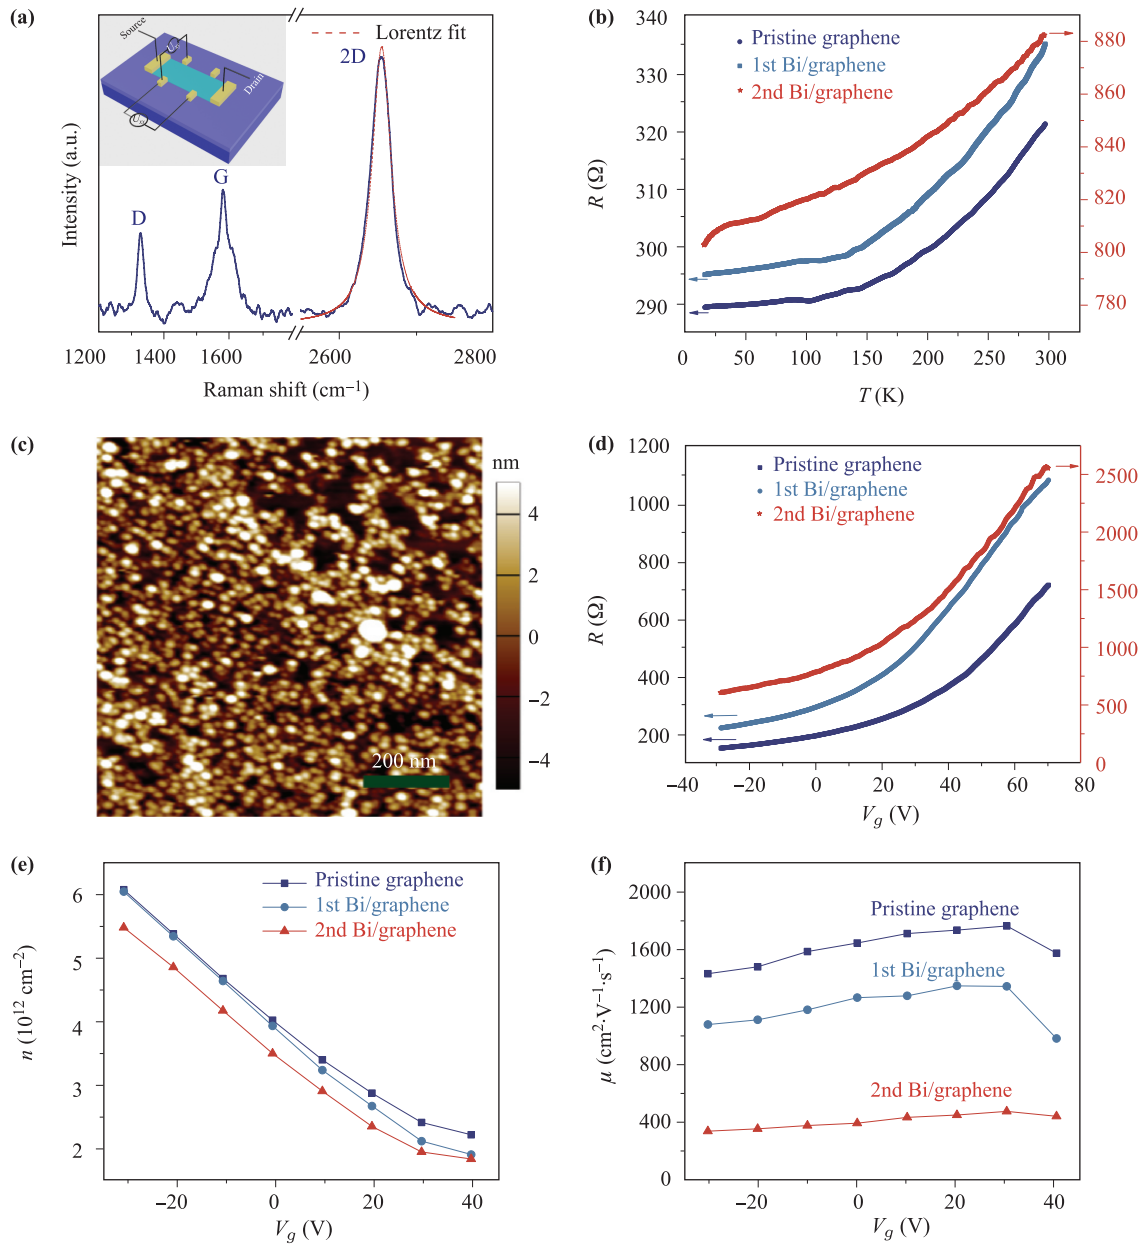 (a)
Source
Drain
D
G
2D
Lorentz fit
Intensity (a.u.)
1200
1400
1600
2600
2800
Raman shift (cm−1)
(b)
Pristine graphene
1st Bi/graphene
2nd Bi/graphene
340
330
320
310
300
290
R (Ω)
880
860
840
820
800
780
0
50
100
150
200
250
300
T (K)
(c)
nm
4
2
0
−2
−4
200 nm
(d)
Pristine graphene
1st Bi/graphene
2nd Bi/graphene
1200
1000
800
600
400
200
R (Ω)
2500
2000
1500
1000
500
0
−40
−20
0
20
40
60
80
Vg (V)
(e)
Pristine graphene
1st Bi/graphene
2nd Bi/graphene
6
5
4
3
2
n (10¹² cm⁻²)
−20
0
20
40
Vg (V)
(f)
Pristine graphene
1st Bi/graphene
2nd Bi/graphene
2000
1600
1200
800
400
0
μ (cm²·V⁻¹·s⁻¹)
−20
0
20
40
Vg (V)